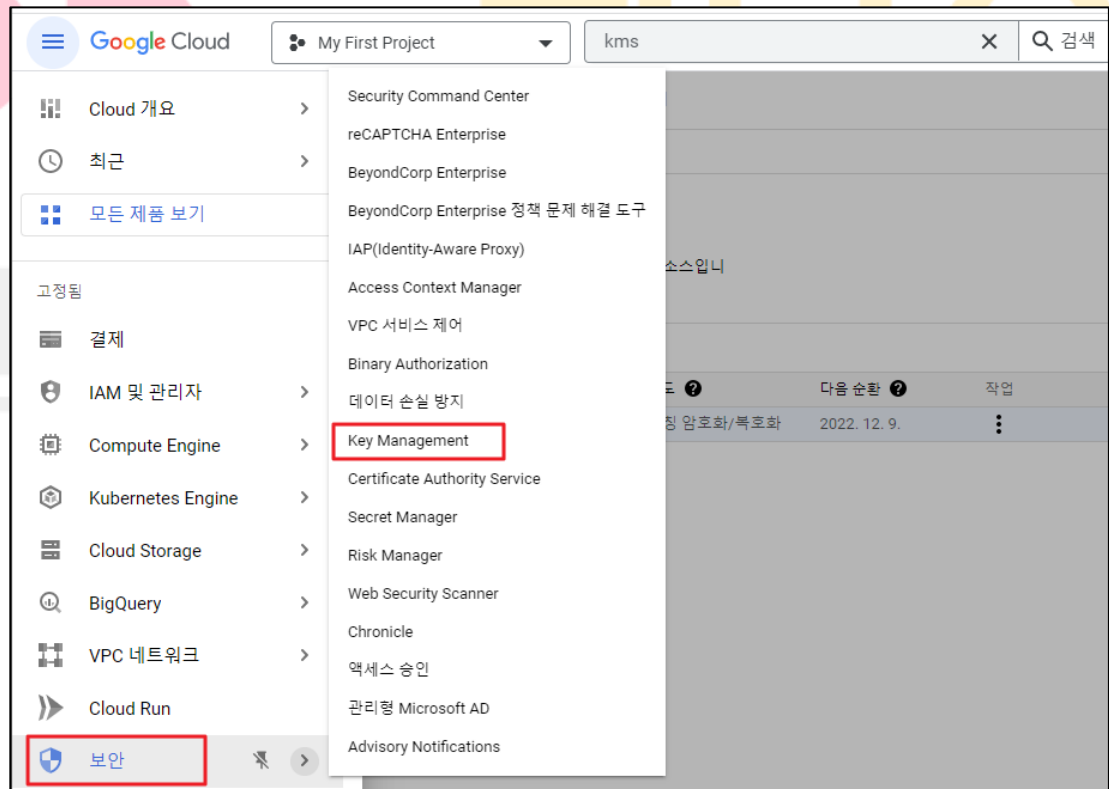 Google Cloud
My First Project
kms
검색
Cloud 개요
최근
모든 제품 보기
고정됨
결제
IAM 및 관리자
Compute Engine
Kubernetes Engine
Cloud Storage
BigQuery
VPC 네트워크
Cloud Run
보안
Security Command Center
reCAPTCHA Enterprise
BeyondCorp Enterprise
BeyondCorp Enterprise 정책 문제 해결 도구
IAP(Identity-Aware Proxy)
Access Context Manager
VPC 서비스 제어
Binary Authorization
데이터 손실 방지
Key Management
Certificate Authority Service
Secret Manager
Risk Manager
Web Security Scanner
Chronicle
액세스 승인
관리형 Microsoft AD
Advisory Notifications
소스입니
다음 순환 작업
칭 암호화/복호화 2022. 12. 9.